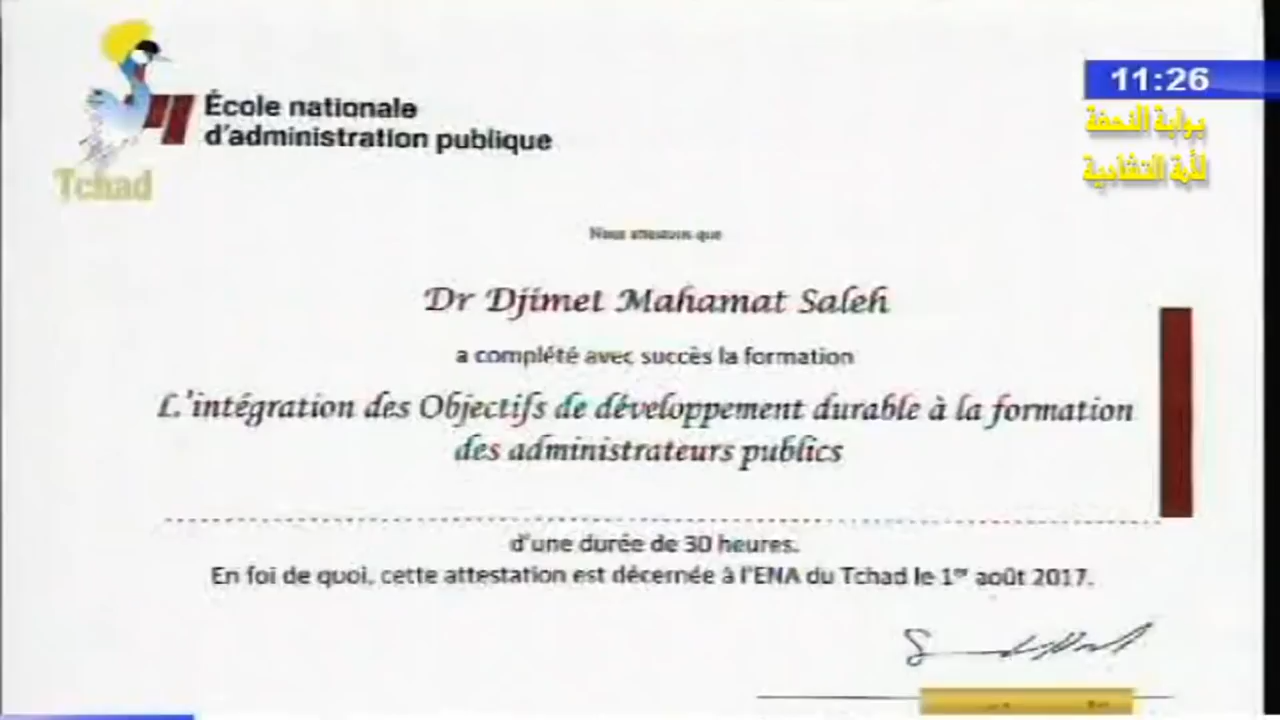 École nationale
d'administration publique
Tchad
11:26
بوابة النهضة
للأمة التشادية
Nous attestons que
Dr Djimet Mahamat Saleh
a complété avec succès la formation
L'intégration des Objectifs de développement durable à la formation
des administrateurs publics
d'une durée de 30 heures.
En foi de quoi, cette attestation est décernée à l'ENA du Tchad le 1er août 2017.